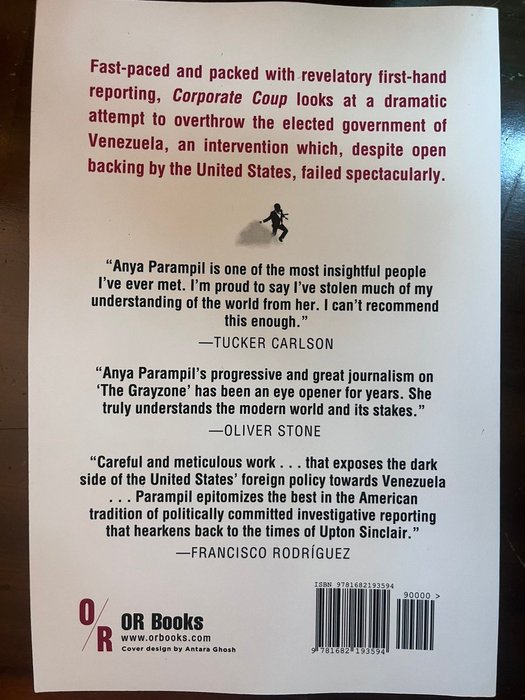 Fast-paced and packed with revelatory first-hand
reporting, Corporate Coup looks at a dramatic
attempt to overthrow the elected government of
Venezuela, an intervention which, despite open
backing by the United States, failed spectacularly.
“Anya Parampil is one of the most insightful people
I’ve ever met. I’m proud to say I’ve stolen much of my
understanding of the world from her. I can’t recommend
this enough.”
—TUCKER CARLSON
“Anya Parampil’s progressive and great journalism on
‘The Grayzone’ has been an eye opener for years. She
truly understands the modern world and its stakes.”
—OLIVER STONE
“Careful and meticulous work . . . that exposes the dark
side of the United States’ foreign policy towards Venezuela
. . . Parampil epitomizes the best in the American
tradition of politically committed investigative reporting
that hearkens back to the times of Upton Sinclair.”
—FRANCISCO RODRÍGUEZ
ISBN 9781682193594
90000 >
9 781682 193594
O/R
OR Books
www.orbooks.com
Cover design by Antara Ghosh